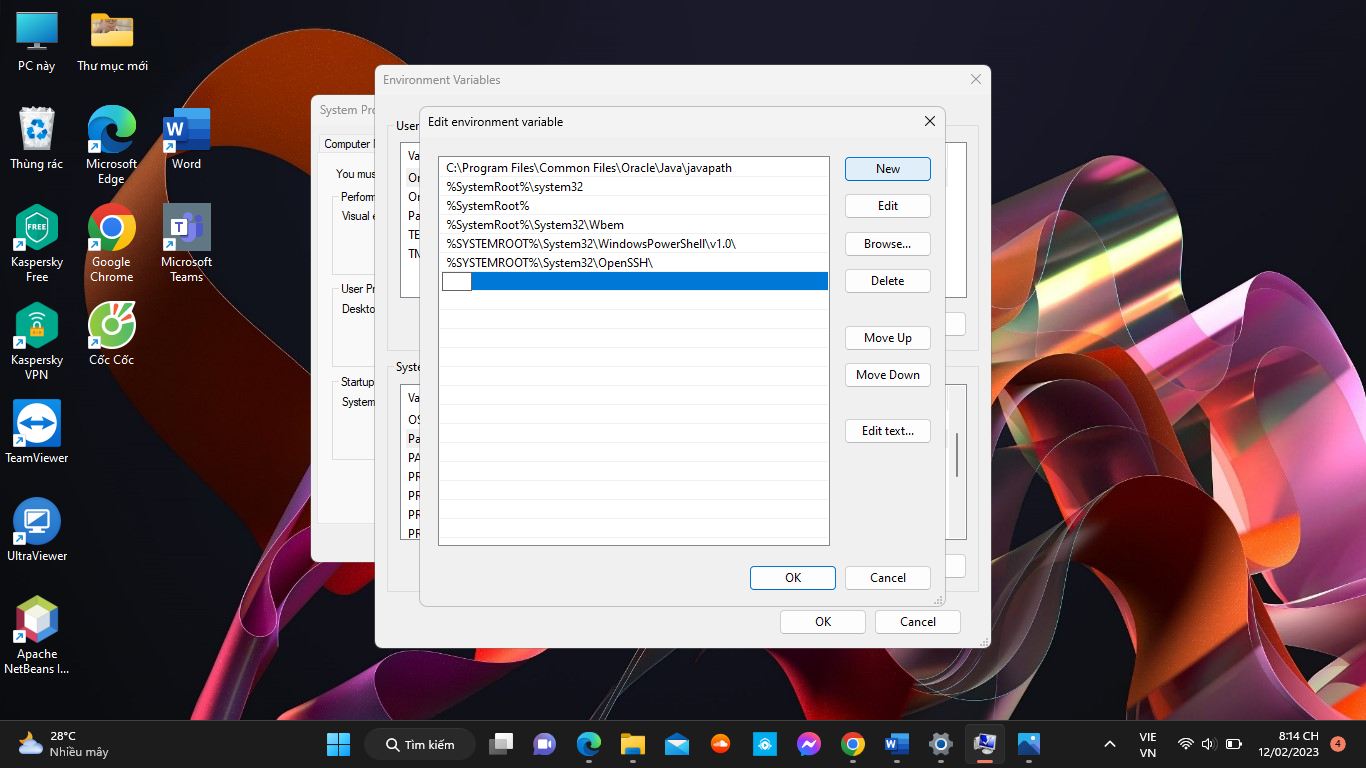 PC này
Thư mục mới
Thùng rác
Microsoft
Edge
W
Word
FREE
Kaspersky
Free
Google
Chrome
T
Microsoft
Teams
Kaspersky
VPN
Cốc Cốc
TeamViewer
UltraViewer
Apache
NetBeans I...
Environment Variables
System Pro
Computer
You mus
Perform
Visual e
User Pr
Deskto
Startup
System
User
Va
Or
Or
Pa
TE
TN
Syste
Va
OS
Pa
PA
PR
PR
PR
PR
Edit environment variable
C:\Program Files\Common Files\Oracle\Java\javapath
%SystemRoot%\system32
%SystemRoot%
%SystemRoot%\System32\Wbem
%SYSTEMROOT%\System32\WindowsPowerShell\v1.0\
%SYSTEMROOT%\System32\OpenSSH\
New
Edit
Browse...
Delete
Move Up
Move Down
Edit text...
OK
Cancel
OK
Cancel
28°C
Nhiều mây
Tìm kiếm
W
VIE
VN
8:14 CH
12/02/2023
4